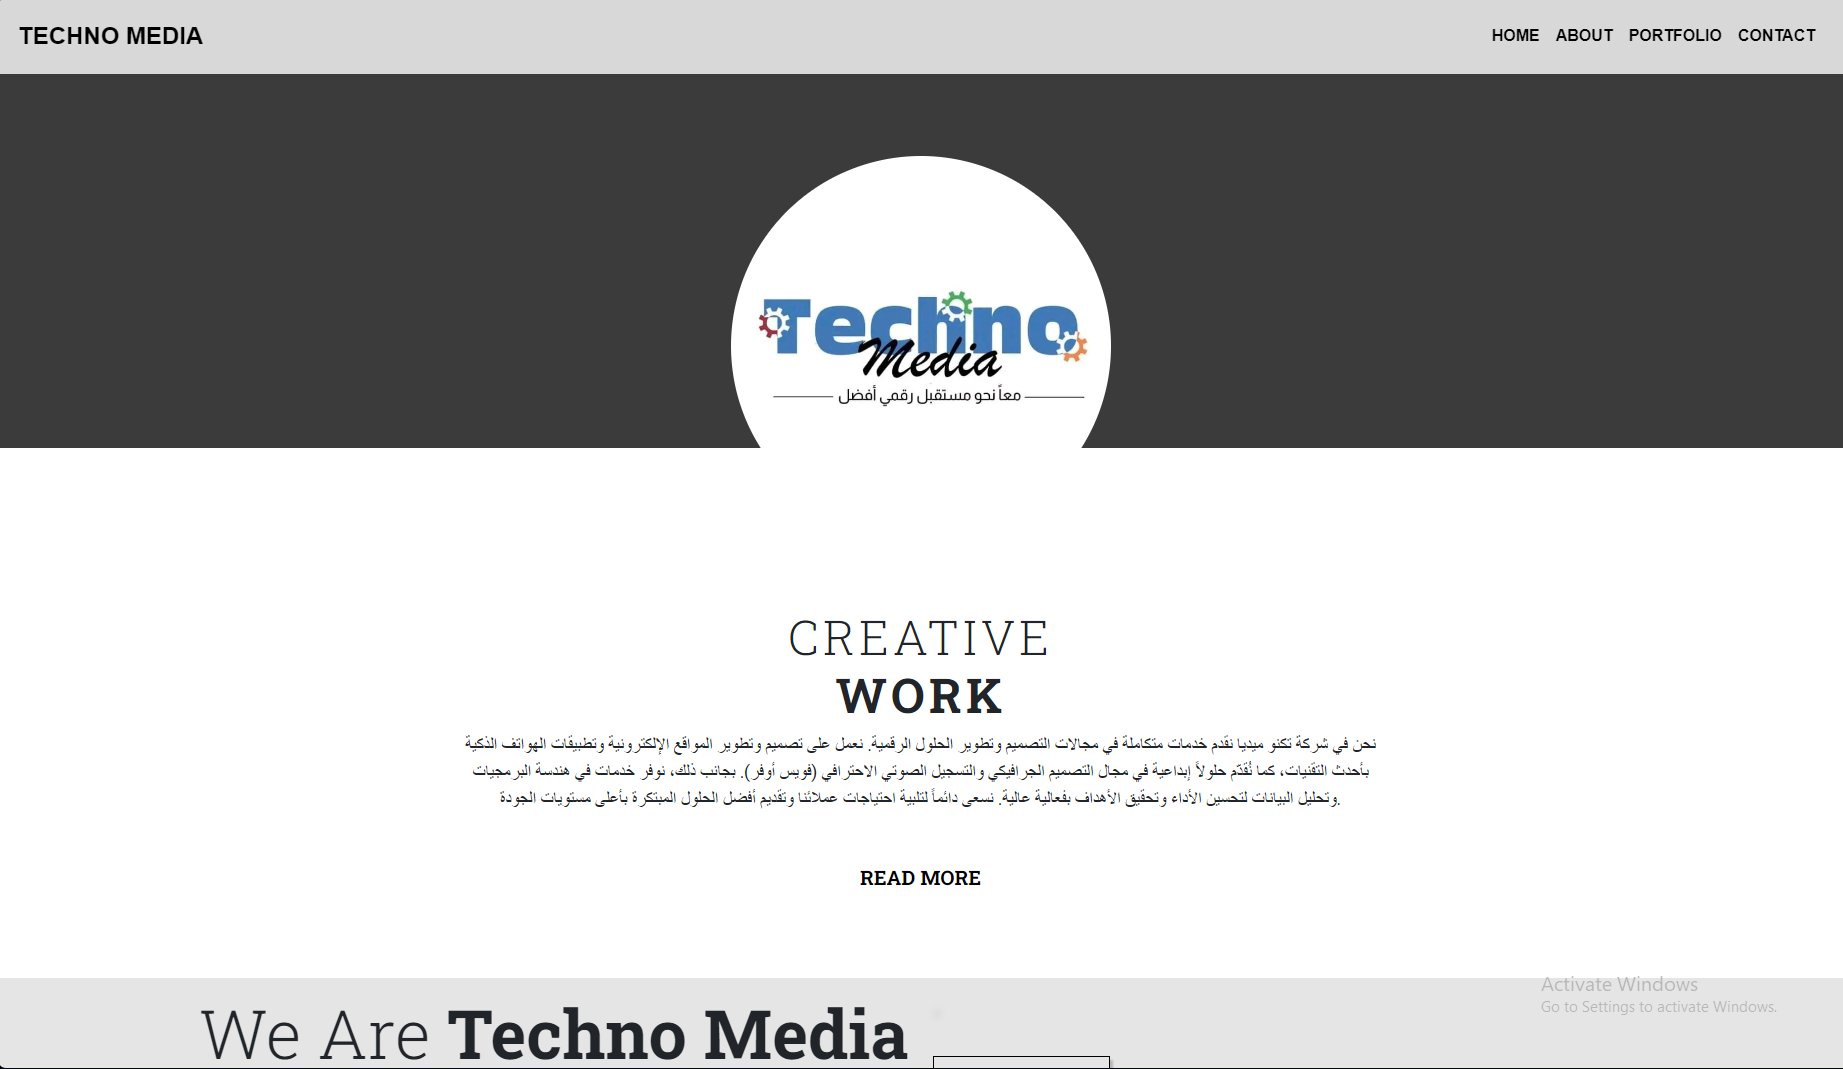 TECHNO MEDIA
HOME ABOUT PORTFOLIO CONTACT
Techno
Media
معاً نحو مستقبل رقمي أفضل
CREATIVE
WORK
نحن في شركة تكنو ميديا نقدم خدمات متكاملة في مجالات التصميم وتطوير الحلول الرقمية. نعمل على تصميم وتطوير المواقع الإلكترونية وتطبيقات الهواتف الذكية
بأحدث التقنيات، كما نُقدّم حلولاً إبداعية في مجال التصميم الجرافيكي والتسجيل الصوتي الاحترافي (فويس أوفر). بجانب ذلك، نوفر خدمات في هندسة البرمجيات
.وتحليل البيانات لتحسين الأداء وتحقيق الأهداف بفعالية عالية. نسعى دائماً لتلبية احتياجات عملائنا وتقديم أفضل الحلول المبتكرة بأعلى مستويات الجودة
READ MORE
We Are Techno Media
Activate Windows
Go to Settings to activate Windows.